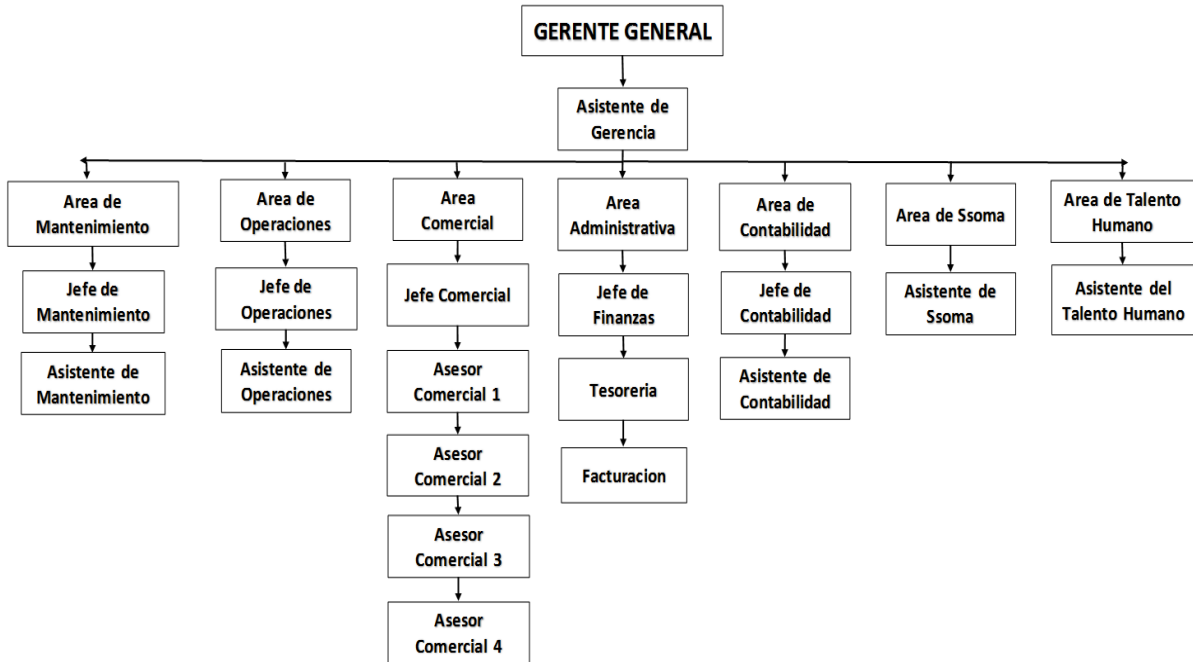 GERENTE GENERAL
Asistente de
Gerencia
Area de
Mantenimiento
Area de
Operaciones
Area
Comercial
Area
Administrativa
Area de
Contabilidad
Area de Ssoma
Area de Talento
Humano
Jefe de
Mantenimiento
Jefe de
Operaciones
Jefe Comercial
Jefe de
Finanzas
Jefe de
Contabilidad
Asistente de
Ssoma
Asistente del
Talento Humano
Asistente de
Mantenimiento
Asistente de
Operaciones
Asesor
Comercial 1
Tesoreria
Asistente de
Contabilidad
Asesor
Comercial 2
Facturacion
Asesor
Comercial 3
Asesor
Comercial 4